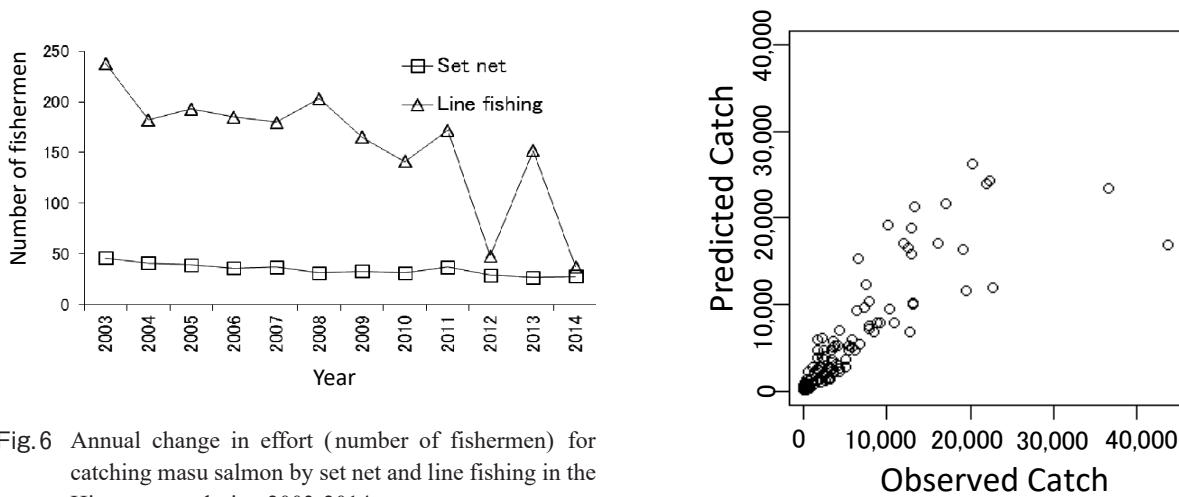 250
200
150
100
50
0
Number of fishermen
Set net
Line fishing
2003 2004 2005 2006 2007 2008 2009 2010 2011 2012 2013 2014
Year
Fig.6 Annual change in effort (number of fishermen) for
catching masu salmon by set net and line fishing in the
40,000
30,000
20,000
10,000
0
Predicted Catch
0 10,000 20,000 30,000 40,000
Observed Catch